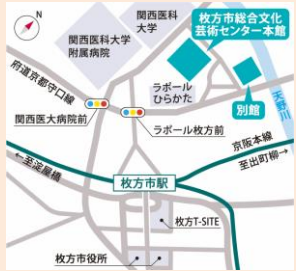 N
関西医科
大学
関西医科大学
附属病院
枚方市総合文化
芸術センター本館
ラポール
ひらかた
別館
天野川
府道京都守口線
関西医大病院前
ラポール枚方前
京阪本線
→至出町柳
←至淀屋橋
枚方市駅
枚方T-SITE
枚方市役所